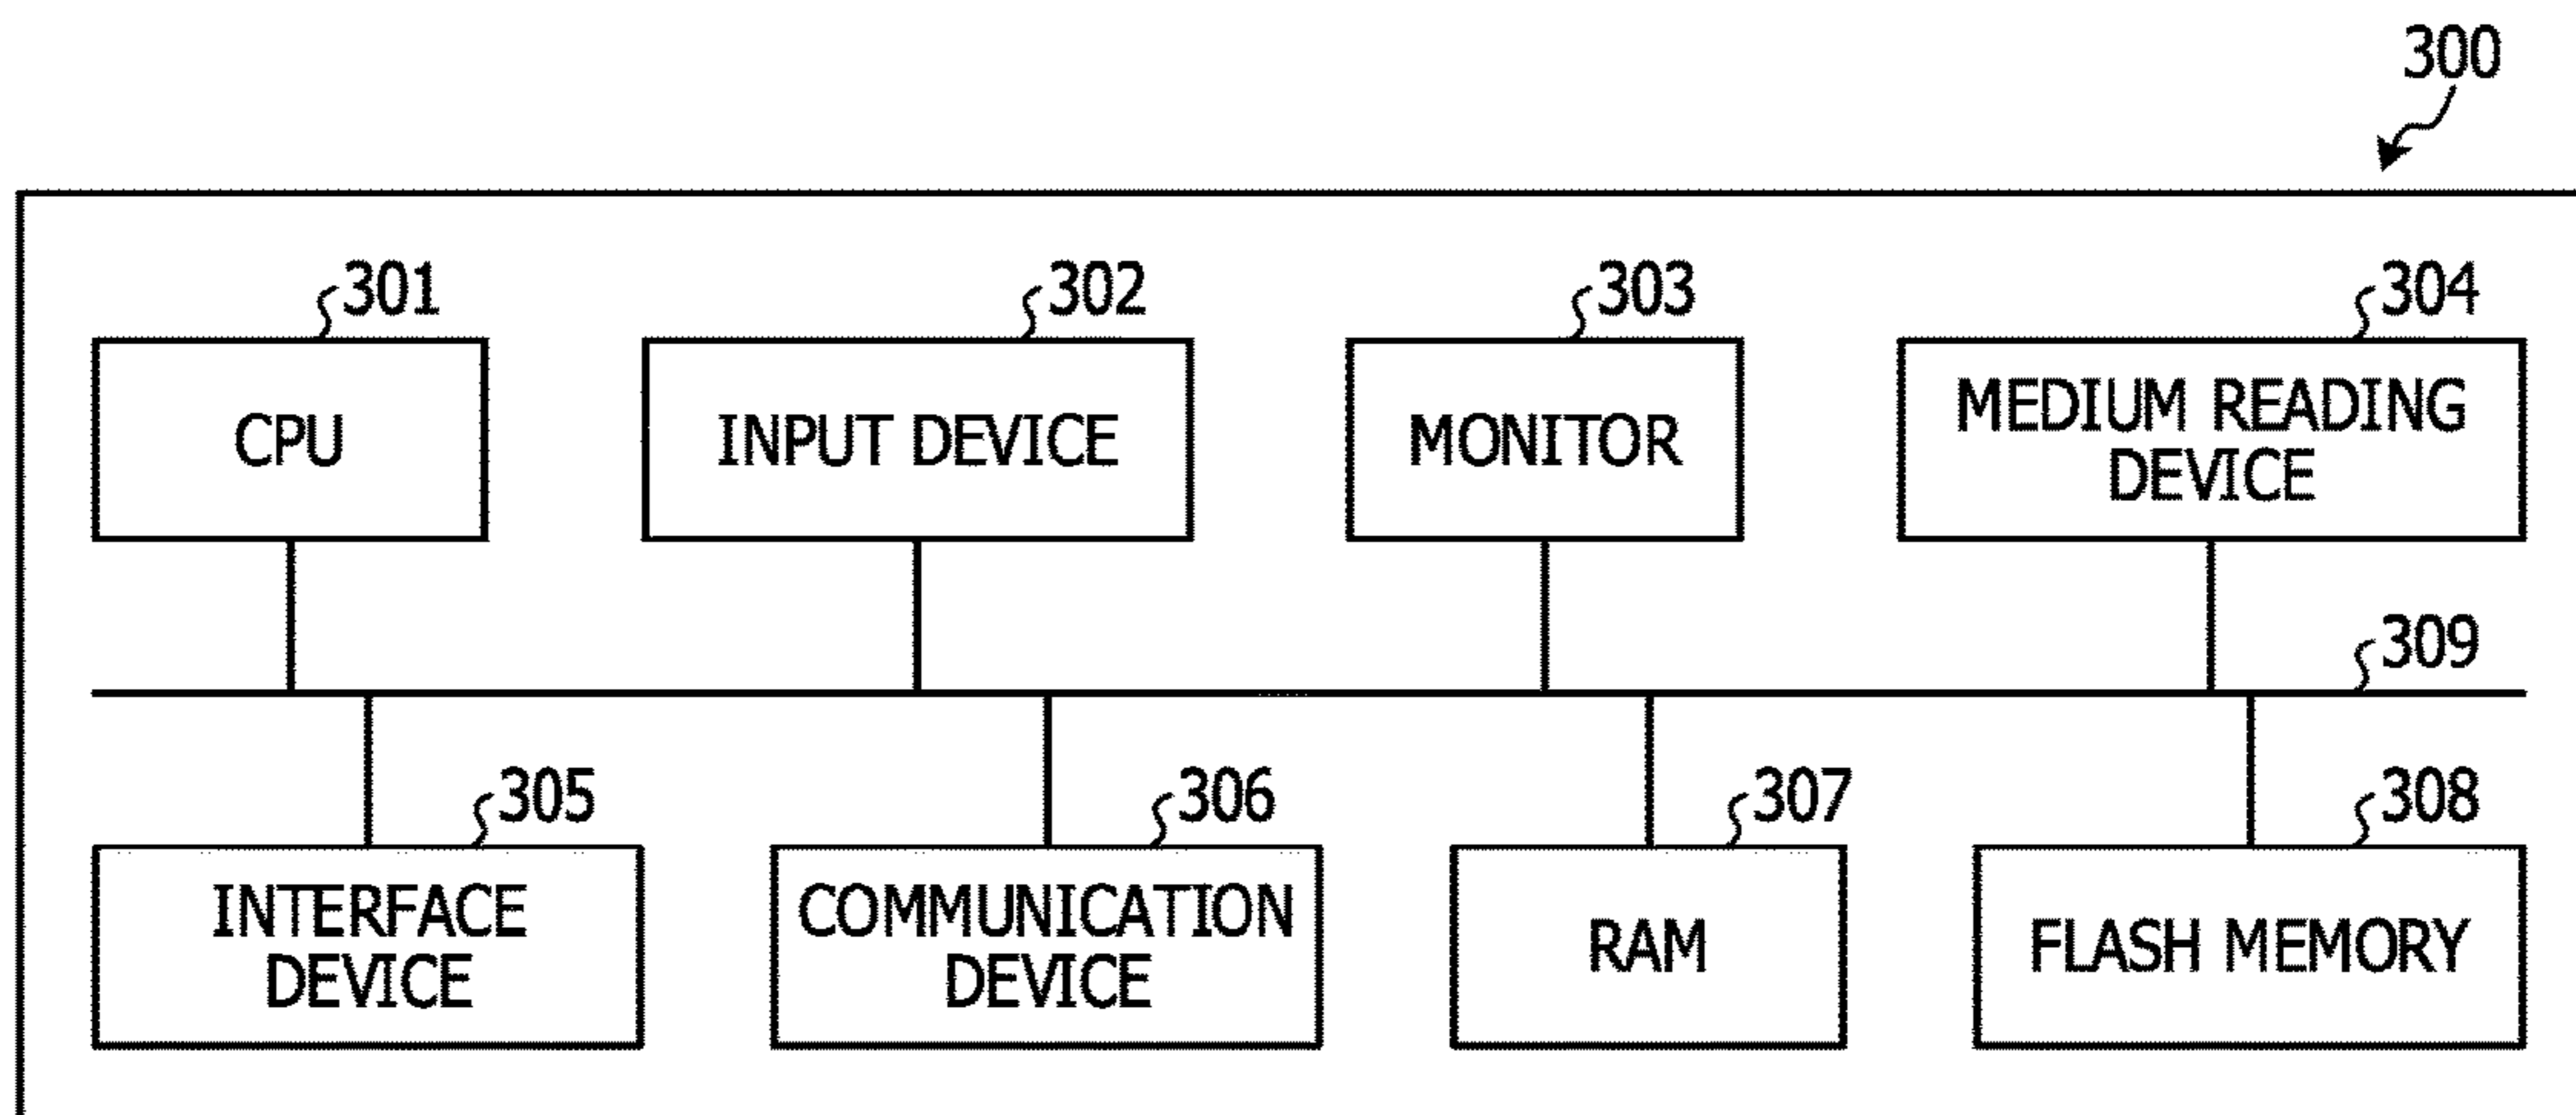 300
301
302
303
304
CPU
INPUT DEVICE
MONITOR
MEDIUM READING
DEVICE
309
305
306
307
308
INTERFACE
DEVICE
COMMUNICATION
DEVICE
RAM
FLASH MEMORY